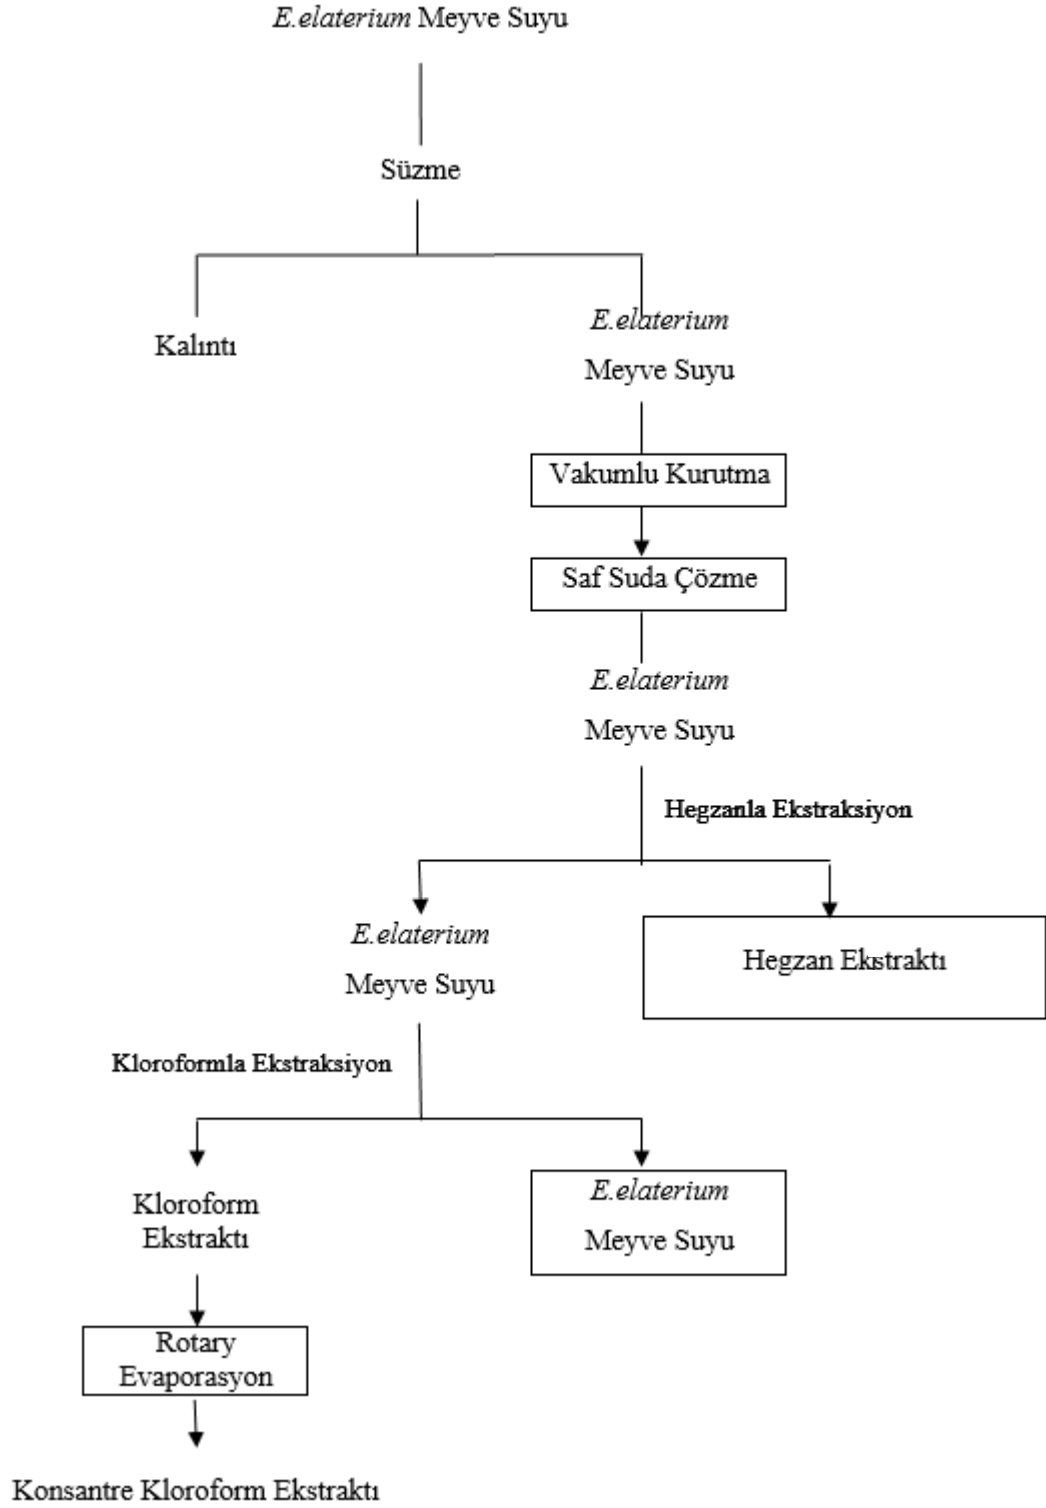 E.elaterium Meyve Suyu
Süzme
Kalıntı
E.elaterium
Meyve Suyu
Vakumlu Kurutma
Saf Suda Çözme
E.elaterium
Meyve Suyu
Hegzanla Ekstraksiyon
E.elaterium
Meyve Suyu
Hegzan Ekstraktı
Kloroformla Ekstraksiyon
Kloroform
Ekstraktı
E.elaterium
Meyve Suyu
Rotary
Evaporasyon
Konsantre Kloroform Ekstraktı